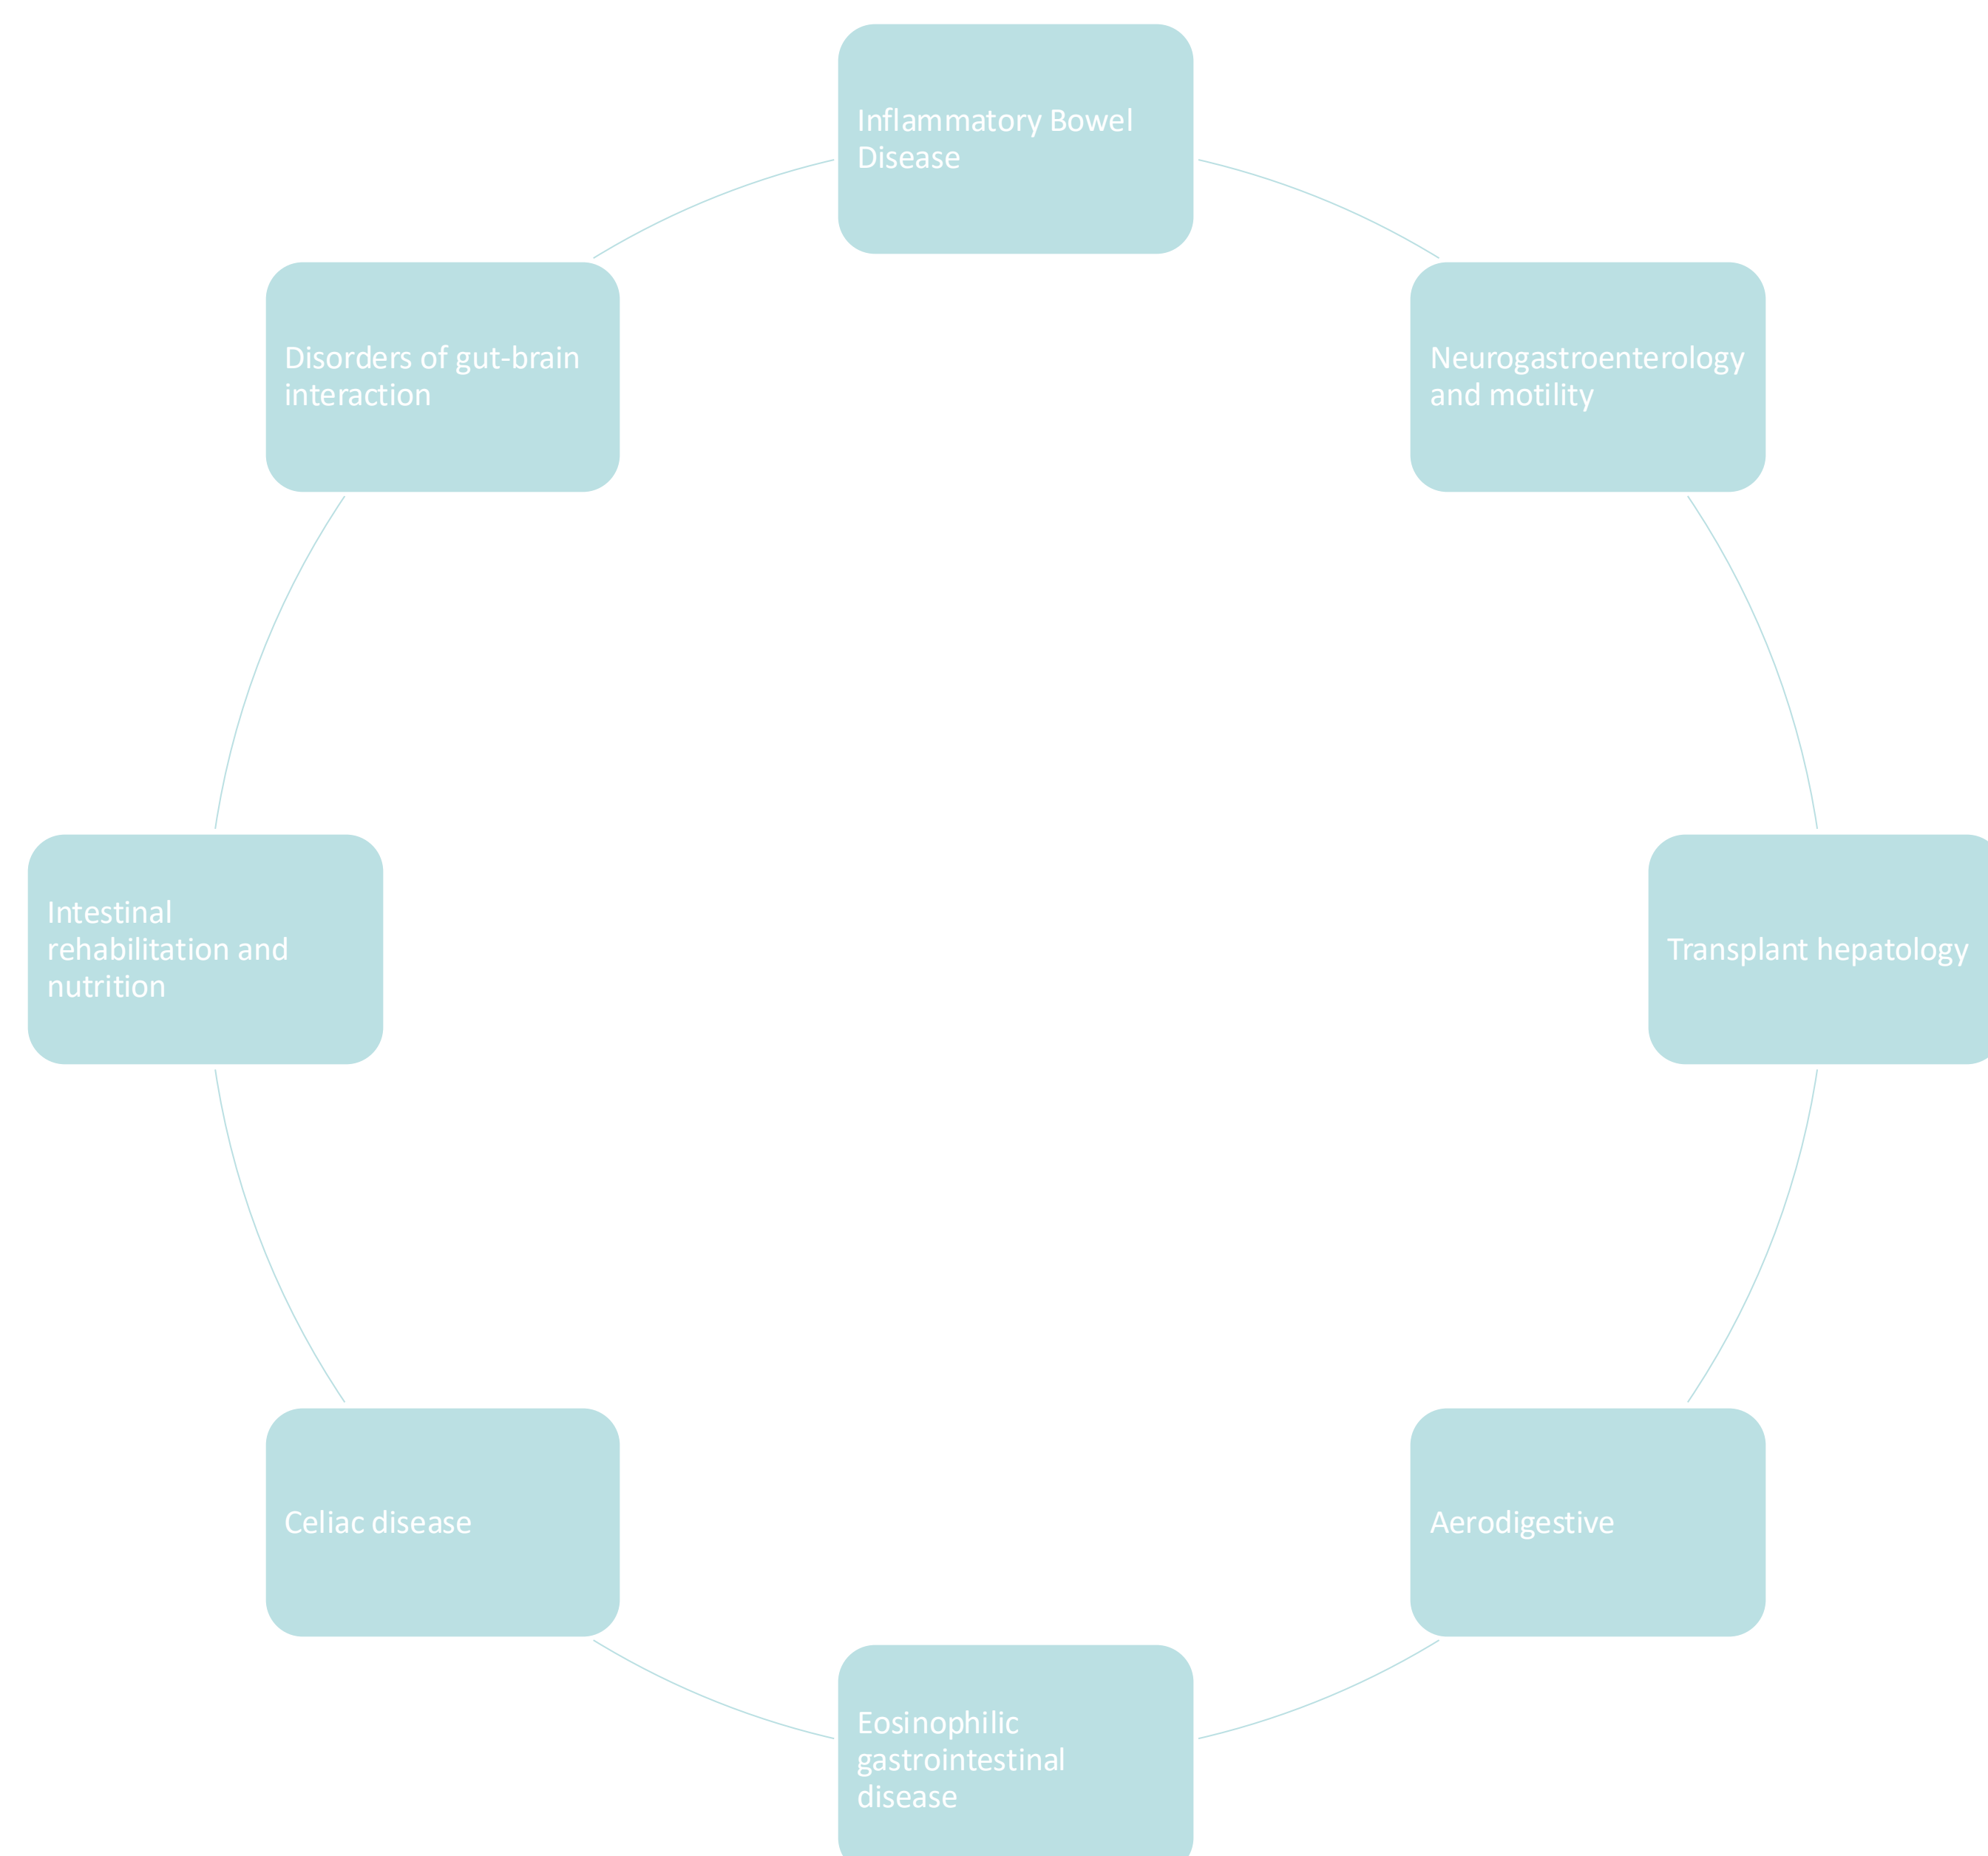 Inflammatory Bowel
Disease
Neurogastroenterology
and motility
Transplant hepatology
Aerodigestive
Eosinophilic
gastrointestinal
disease
Celiac disease
Intestinal
rehabilitation and
nutrition
Disorders of gut-brain
interaction